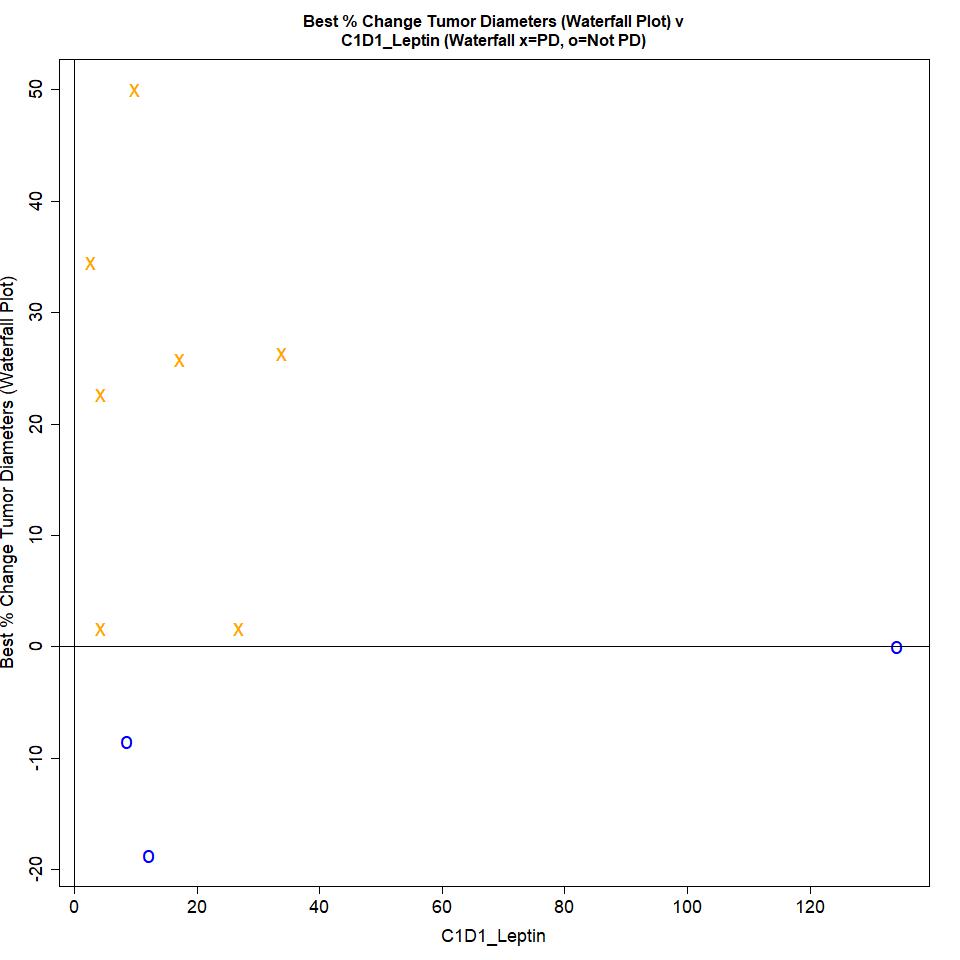 Best % Change Tumor Diameters (Waterfall Plot) v
C1D1_Leptin (Waterfall x=PD, o=Not PD)
Best % Change Tumor Diameters (Waterfall Plot)
50
40
30
20
10
0
-10
-20
X
X
X
X
X
X
X
O
O
O
0 20 40 60 80 100 120
C1D1_Leptin